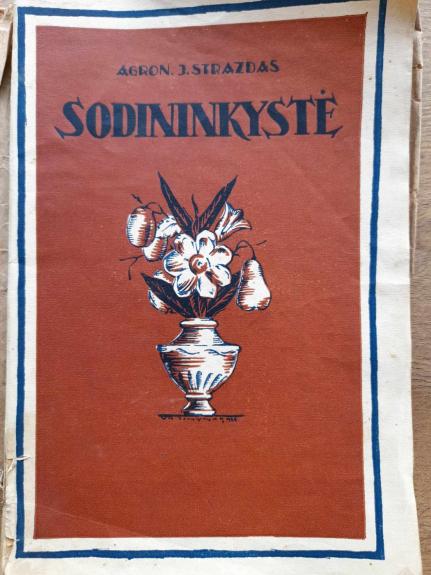 AGRON. J. STRAZDAS
SODININKYSTĖ